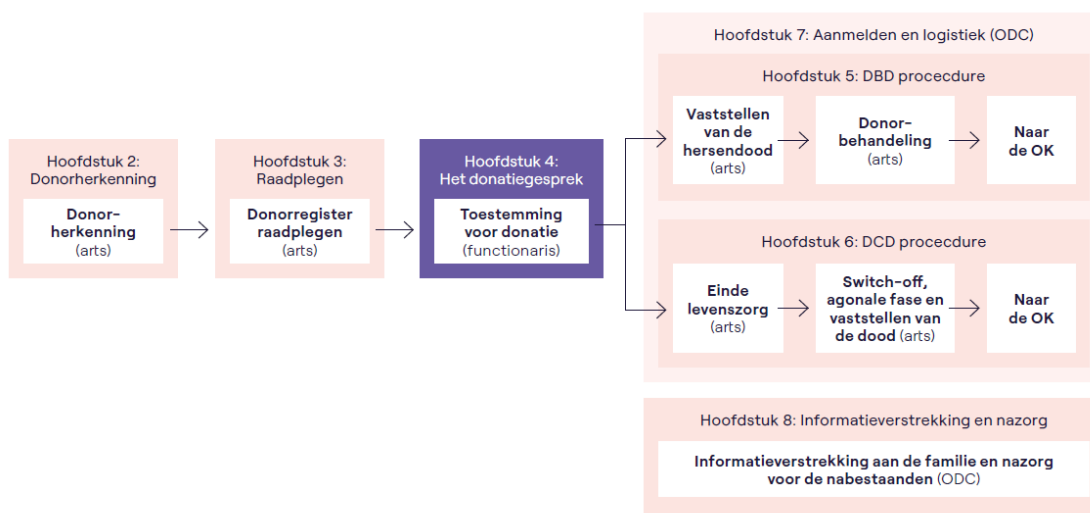 Hoofdstuk 2:
Donorherkenning
Donor-
herkenning
(arts)
Hoofdstuk 3:
Raadplegen
Donorregister
raadplegen
(arts)
Hoofdstuk 4:
Het donatiegesprek
Toestemming
voor donatie
(functionaris)
Hoofdstuk 7: Aanmelden en logistiek (ODC)
Hoofdstuk 5: DBD procecdure
Vaststellen
van de
hersendood
(arts)
Donor-
behandeling
(arts)
Naar
de OK
Hoofdstuk 6: DCD procecdure
Einde
levenszorg
(arts)
Switch-off,
agonale fase en
vaststellen van
de dood (arts)
Naar
de OK
Hoofdstuk 8: Informatieverstrekking en nazorg
Informatieverstrekking aan de familie en nazorg
voor de nabestaanden (ODC)